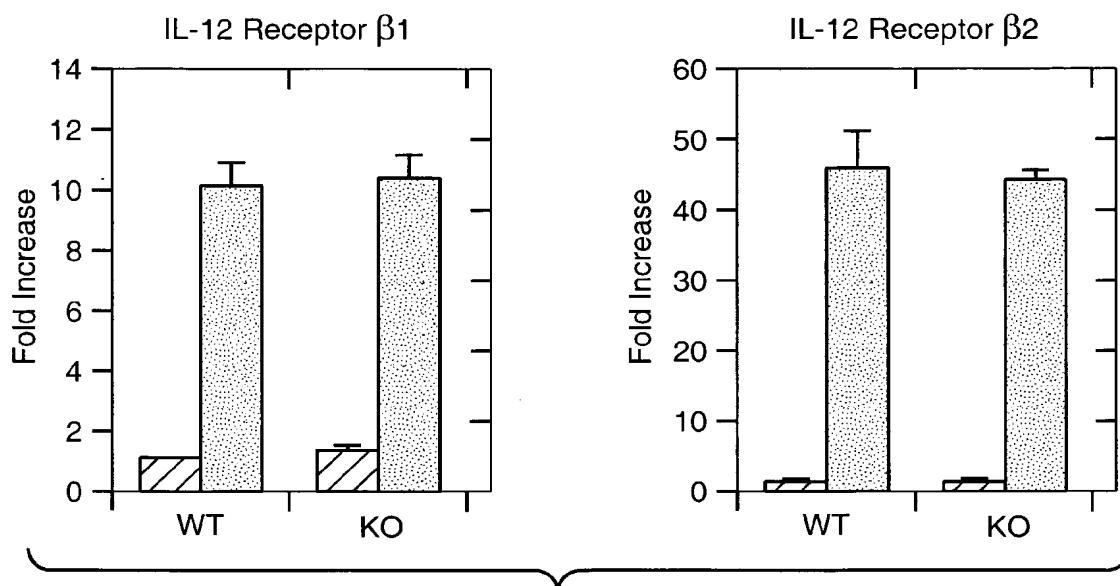 IL-12 Receptor β1
Fold Increase
14
12
10
8
6
4
2
0
WT
KO
IL-12 Receptor β2
Fold Increase
60
50
40
30
20
10
0
WT
KO